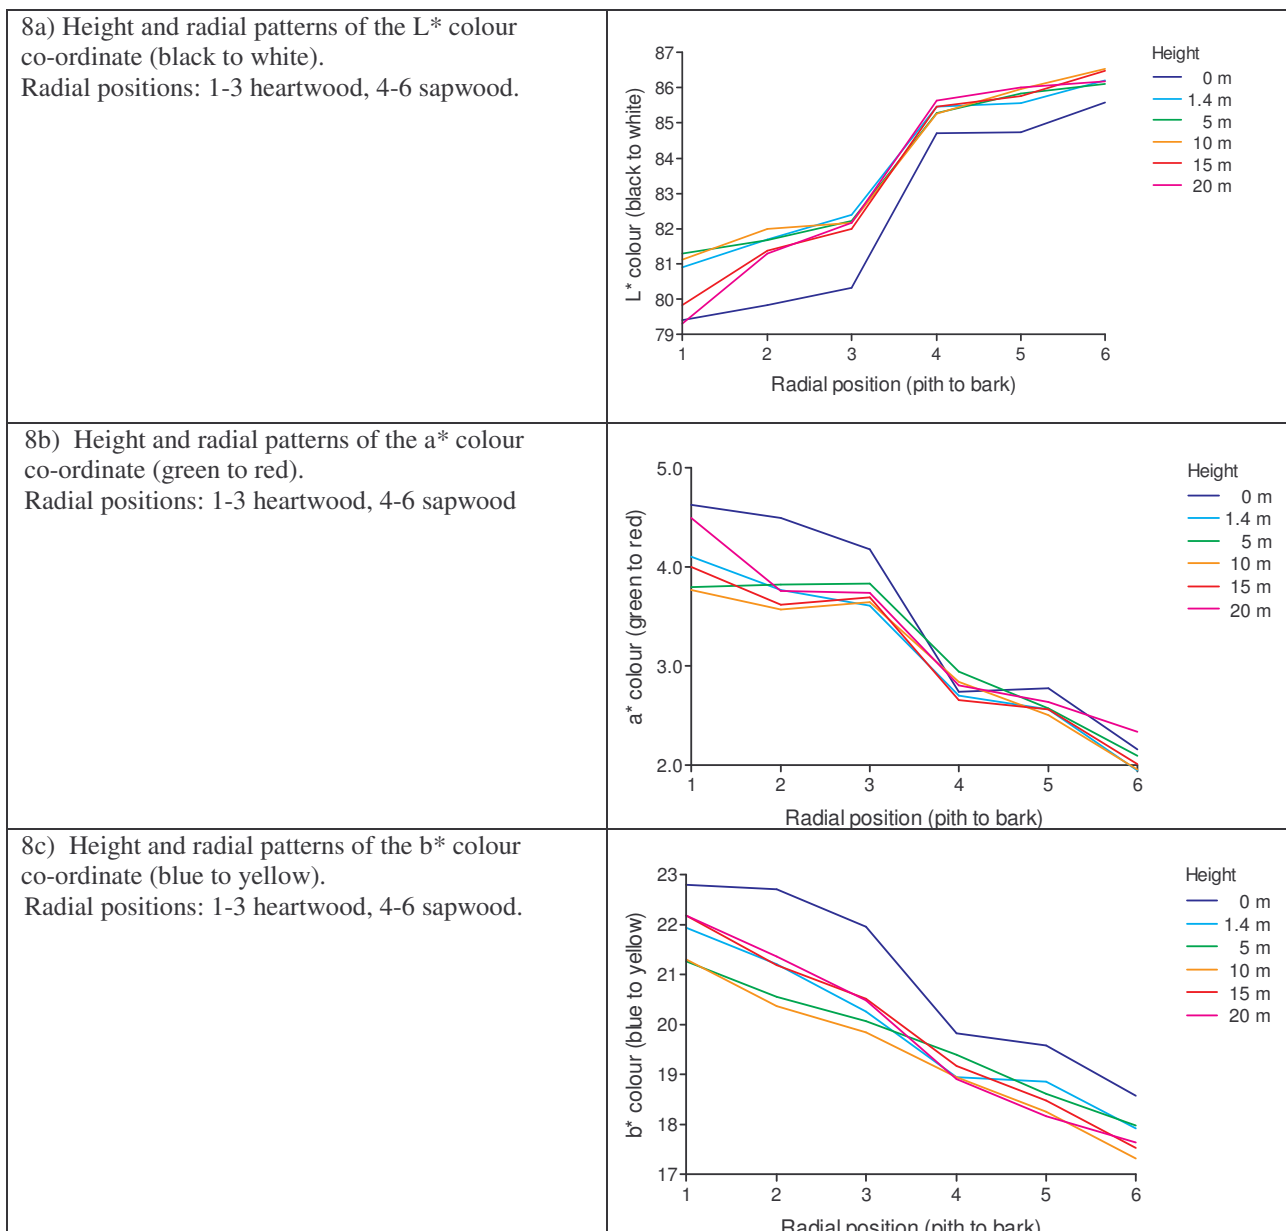 8a) Height and radial patterns of the L* colour
co-ordinate (black to white).
Radial positions: 1-3 heartwood, 4-6 sapwood.
87
86
85
84
83
82
81
80
79
L* colour (black to white)
1 2 3 4 5 6
Radial position (pith to bark)
Height
0 m
1.4 m
5 m
10 m
15 m
20 m
8b) Height and radial patterns of the a* colour
co-ordinate (green to red).
Radial positions: 1-3 heartwood, 4-6 sapwood
5.0
4.0
3.0
2.0
a* colour (green to red)
1 2 3 4 5 6
Radial position (pith to bark)
Height
0 m
1.4 m
5 m
10 m
15 m
20 m
8c) Height and radial patterns of the b* colour
co-ordinate (blue to yellow).
Radial positions: 1-3 heartwood, 4-6 sapwood.
23
22
21
20
19
18
17
b* colour (blue to yellow)
1 2 3 4 5 6
Radial position (pith to bark)
Height
0 m
1.4 m
5 m
10 m
15 m
20 m